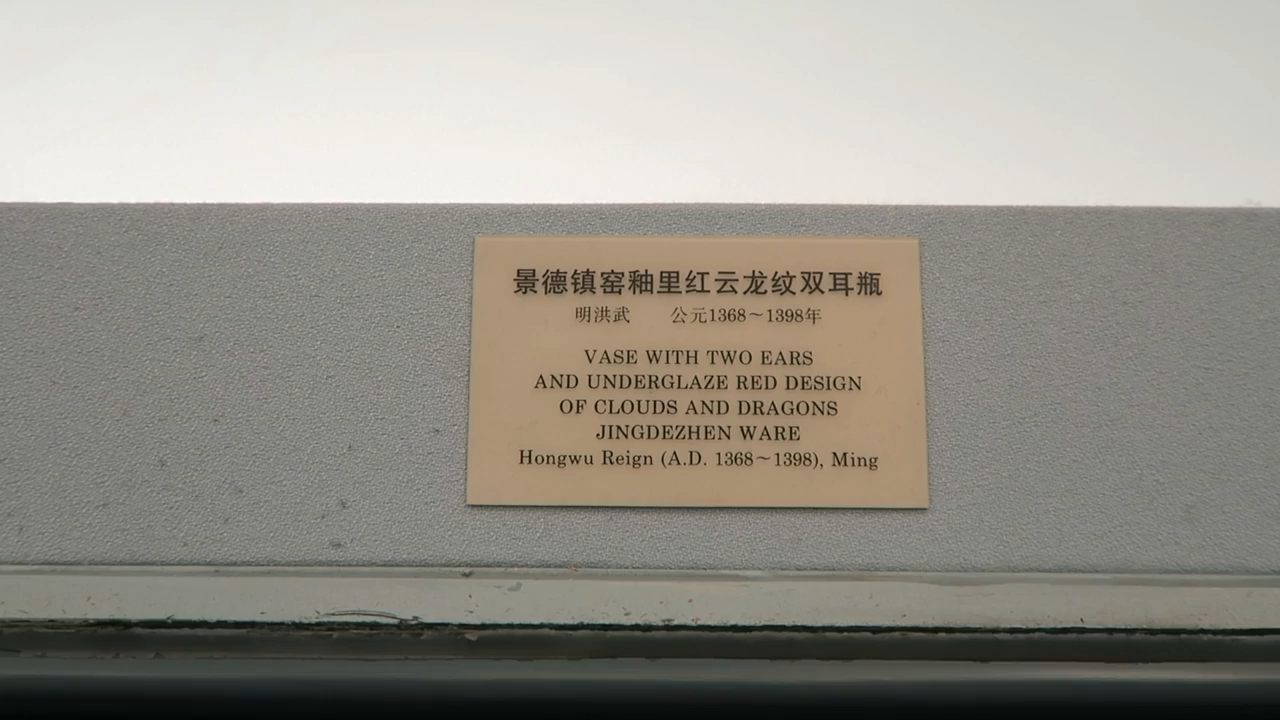 景德镇窑釉里红云龙纹双耳瓶
明洪武 公元1368～1398年
VASE WITH TWO EARS
AND UNDERGLAZE RED DESIGN
OF CLOUDS AND DRAGONS
JINGDEZHEN WARE
Hongwu Reign (A.D. 1368～1398), Ming